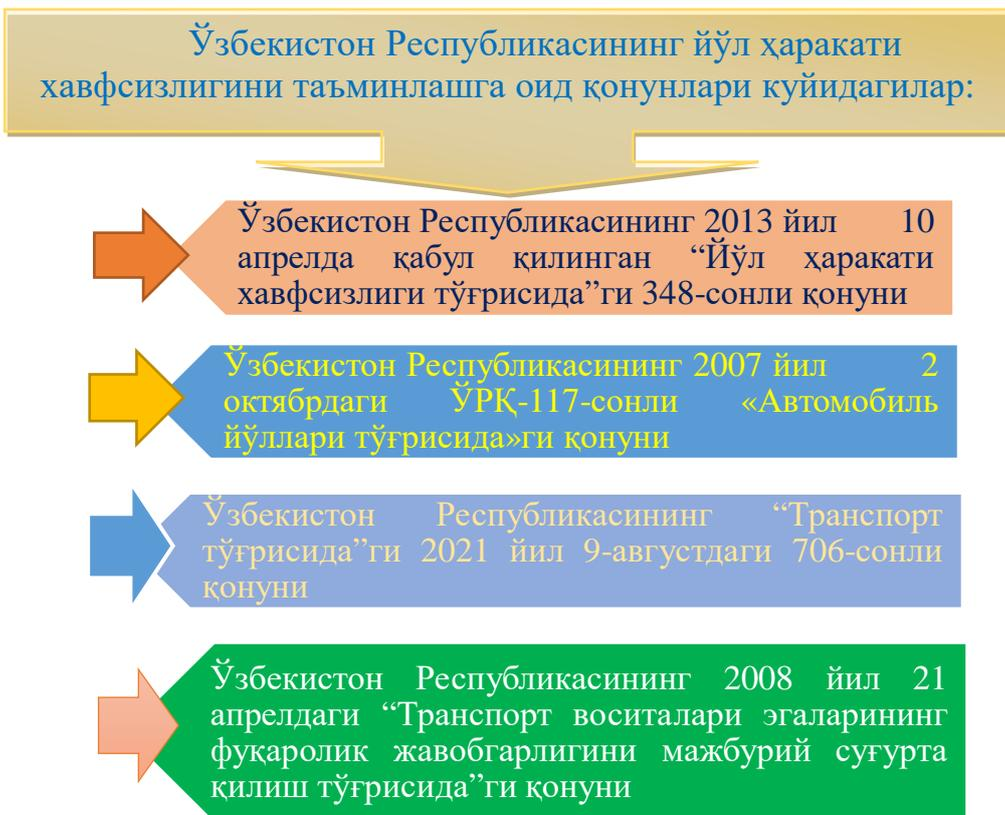 Ўзбекистон Республикасининг йўл ҳаракати
хавфсизлигини таъминлашга оид қонунлари куйидагилар:
Ўзбекистон Республикасининг 2013 йил 10
апрелда қабул қилинган “Йўл ҳаракати
хавфсизлиги тўғрисида”ги 348-сонли қонуни
Ўзбекистон Республикасининг 2007 йил 2
октябрдаги ЎРҚ-117-сонли «Автомобиль
йўллари тўғрисида»ги қонуни
Ўзбекистон Республикасининг “Транспорт
тўғрисида”ги 2021 йил 9-августдаги 706-сонли
қонуни
Ўзбекистон Республикасининг 2008 йил 21
апрелдаги “Транспорт воситалари эгаларининг
фуқаролик жавобгарлигини мажбурий суғурта
қилиш тўғрисида”ги қонуни